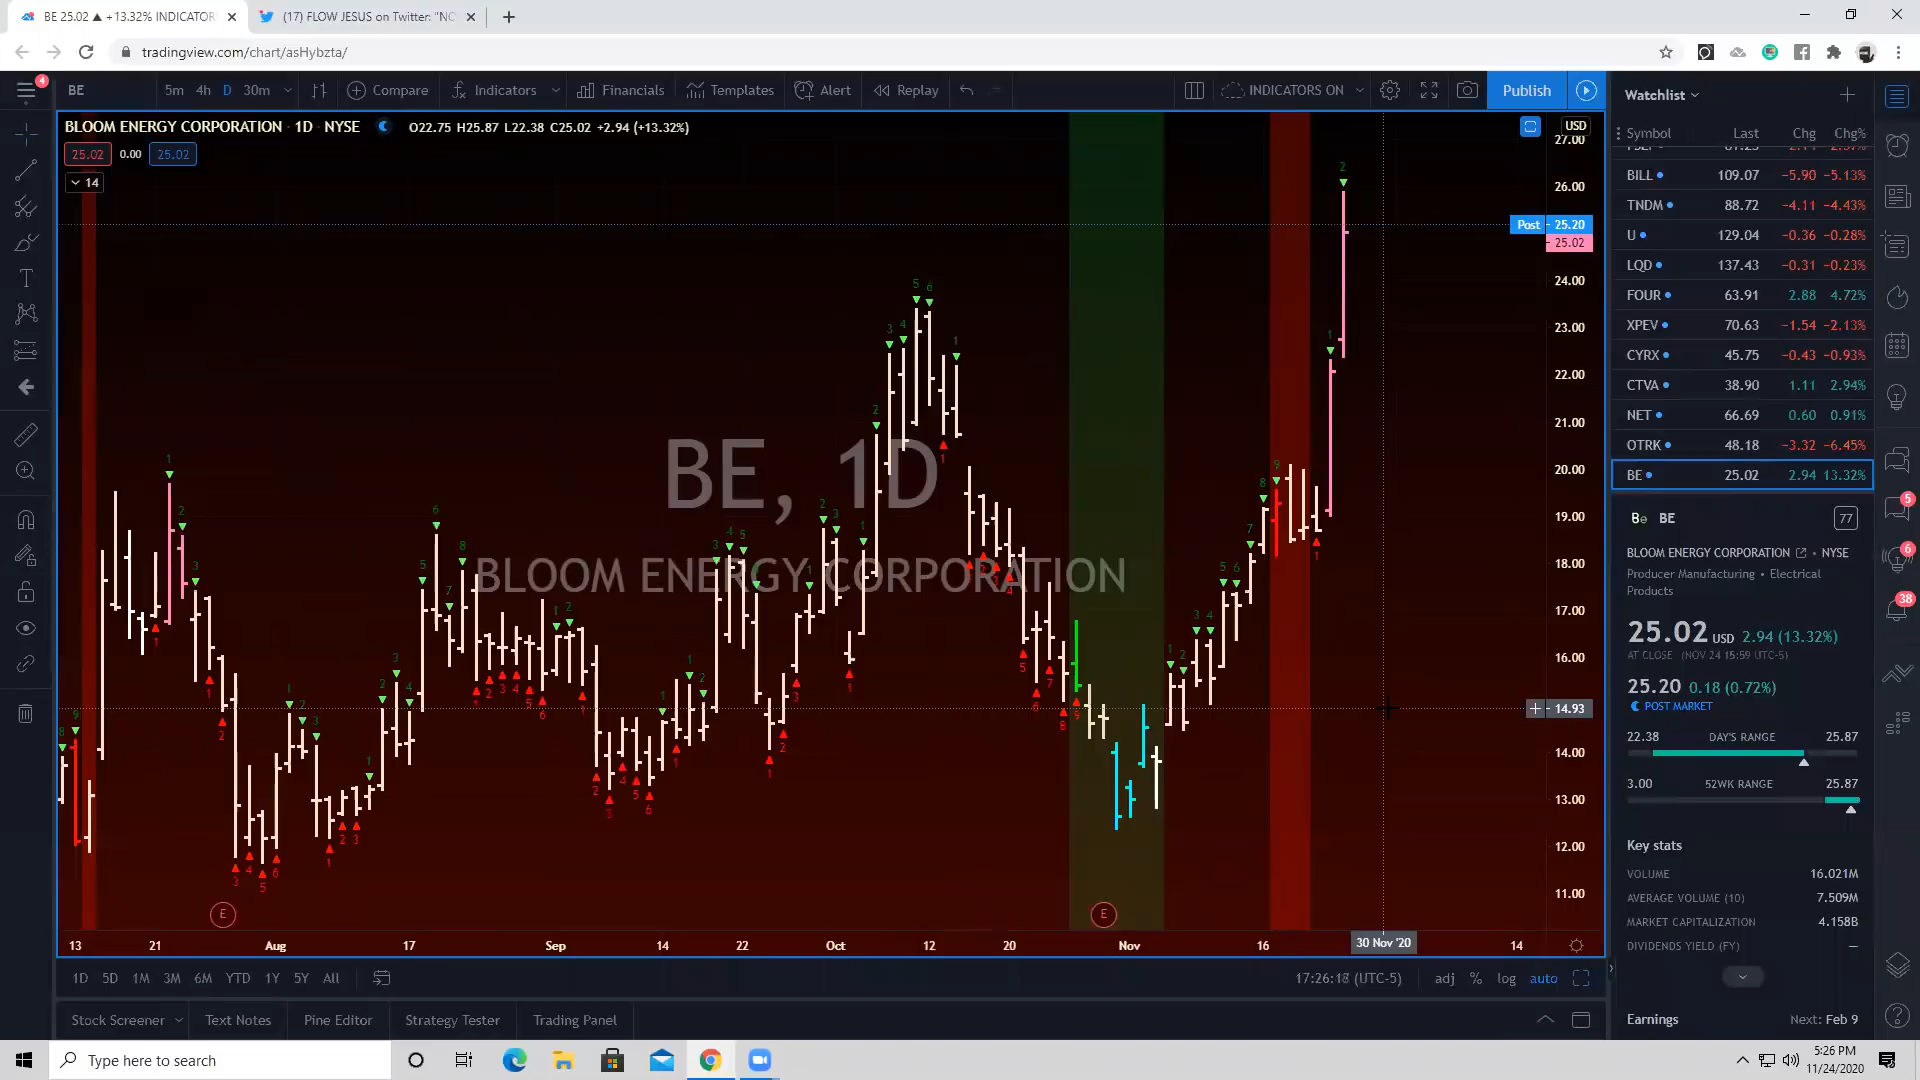 BE 25.02 ▲ +13.32% INDICATOR
(17) FLOW JESUS on Twitter: "NO
tradingview.com/chart/asHybzta/
4
BE
5m 4h D 30m
Compare
Indicators
Financials
Templates
Alert
Replay
INDICATORS ON
Publish
BLOOM ENERGY CORPORATION · 1D · NYSE
O22.75 H25.87 L22.38 C25.02 +2.94 (+13.32%)
25.02 0.00 25.02
14
USD
BE, 1D
BLOOM ENERGY CORPORATION
27.00
26.00
Post 25.20
25.02
24.00
23.00
22.00
21.00
20.00
19.00
18.00
17.00
16.00
14.93
14.00
13.00
12.00
11.00
E
E
13 21 Aug 17 Sep 14 22 Oct 12 20 Nov 16 30 Nov '20 14
1D 5D 1M 3M 6M YTD 1Y 5Y All
(UTC-5)
adj % log auto
Stock Screener
Text Notes
Pine Editor
Strategy Tester
Trading Panel
Watchlist
Symbol Last Chg Chg%
BILL 109.07 −5.90 −5.13%
TNDM 88.72 −4.11 −4.43%
U 129.04 −0.36 −0.28%
LQD 137.43 −0.31 −0.23%
FOUR 63.91 2.88 4.72%
XPEV 70.63 −1.54 −2.13%
CYRX 45.75 −0.43 −0.93%
CTVA 38.90 1.11 2.94%
NET 66.69 0.60 0.91%
OTRK 48.18 −3.32 −6.45%
BE 25.02 2.94 13.32%
Be BE
77
BLOOM ENERGY CORPORATION • NYSE
Producer Manufacturing • Electrical
Products
25.02 USD 2.94 (13.32%)
AT CLOSE (NOV 24 15:59 UTC-5)
25.20 0.18 (0.72%)
POST MARKET
22.38 DAY'S RANGE 25.87
3.00 52WK RANGE 25.87
Key stats
VOLUME 16.021M
AVERAGE VOLUME (10) 7.509M
MARKET CAPITALIZATION 4.158B
DIVIDENDS YIELD (FY) —
Earnings Next: Feb 9
5
6
38
Type here to search
5:26 PM
11/24/2020